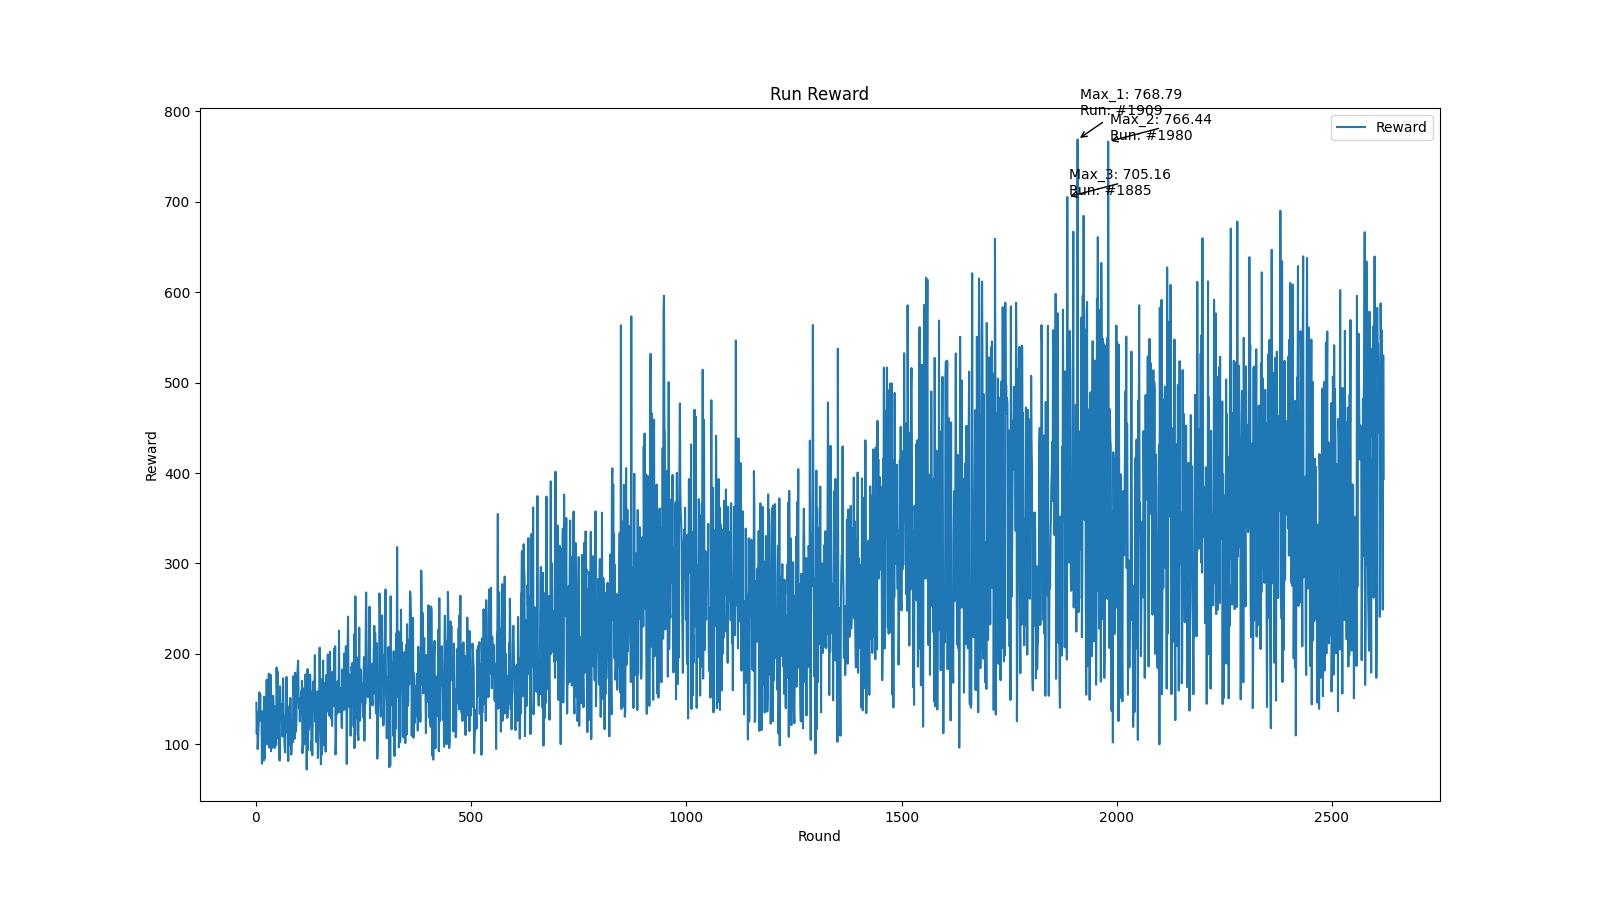 Run Reward
Max_1: 768.79
Run: #1909
Max_2: 766.44
Run: #1980
Max_3: 705.16
Run: #1885
Reward
800
700
600
500
400
300
200
100
Reward
0
500
1000
1500
2000
2500
Round